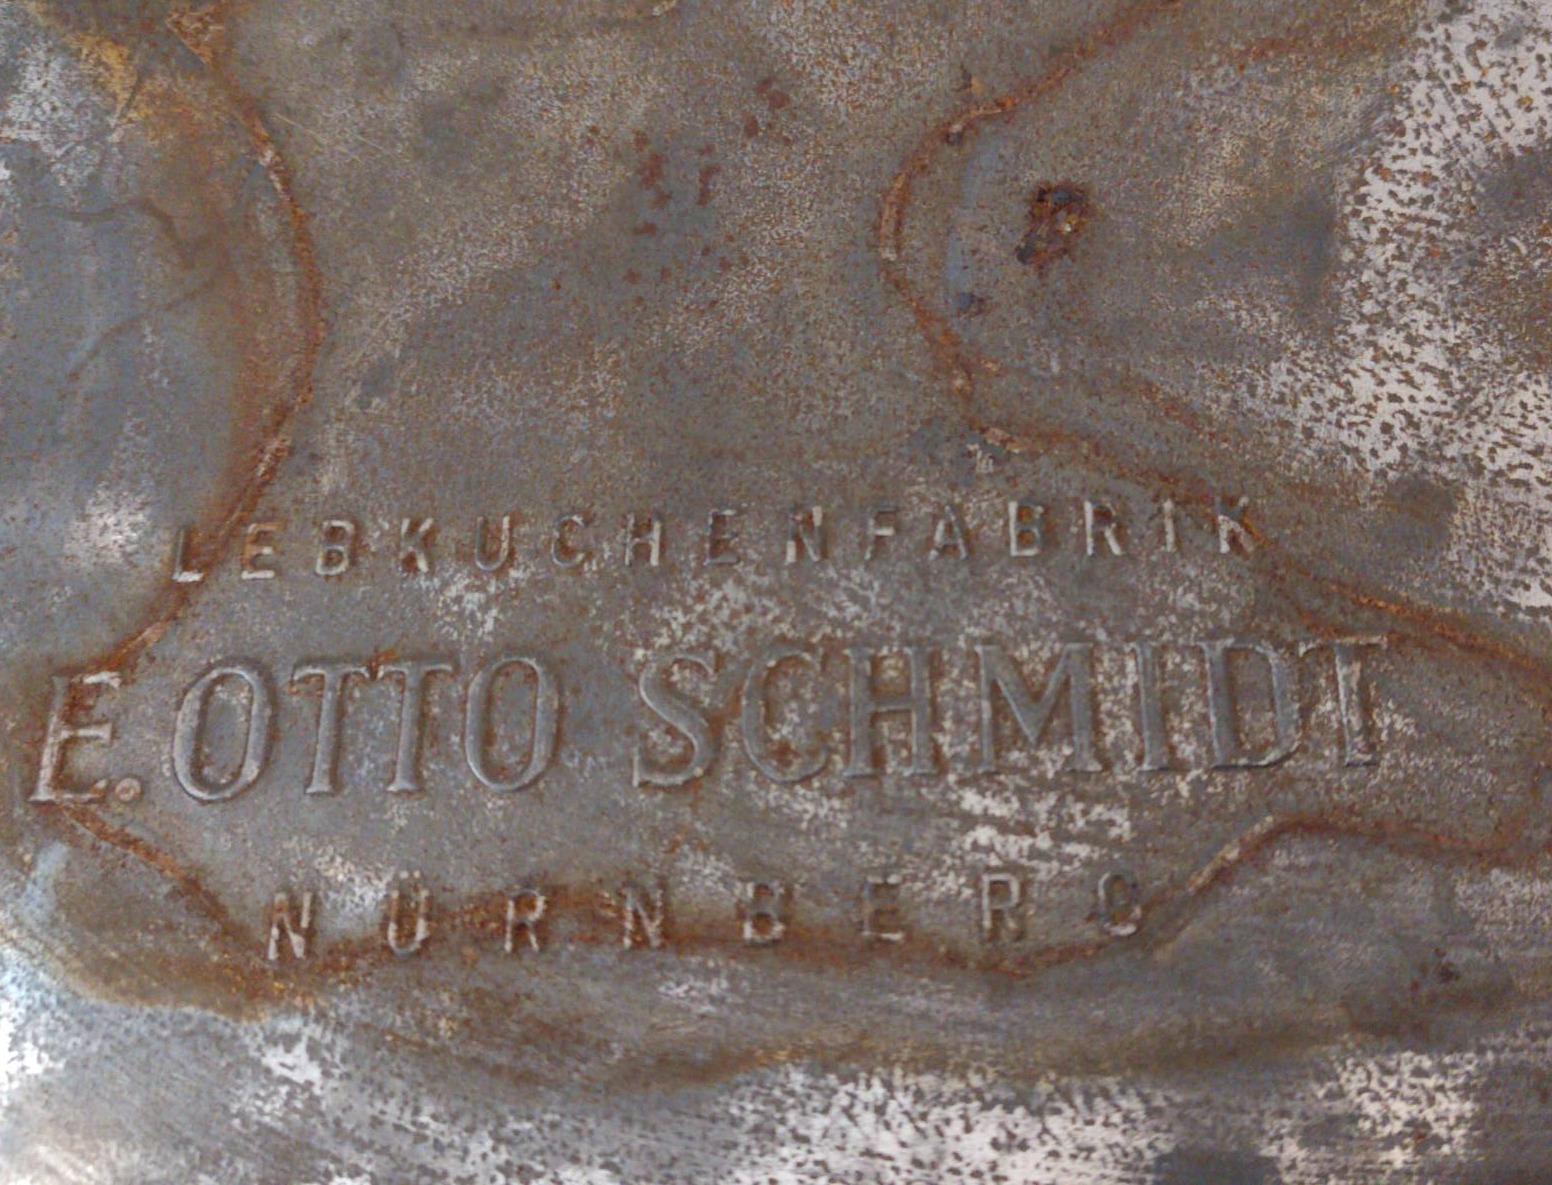 LEBKUCHENFABRIK
E. OTTO SCHMIDT
NÜRNBERG